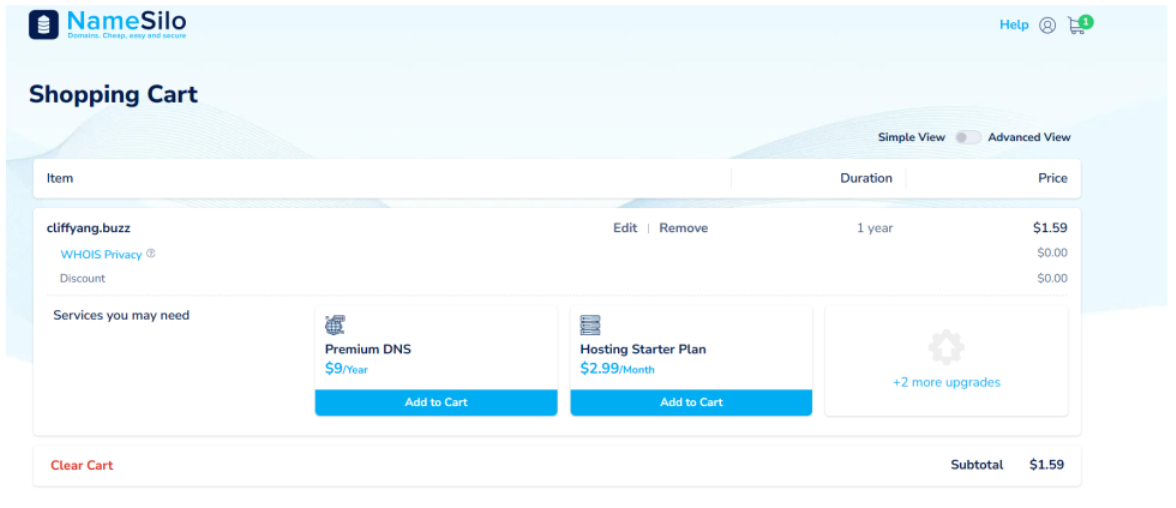 NameSilo
Domains. Cheap, easy and secure
Help 1
Shopping Cart
Simple View Advanced View
Item Duration Price
cliffyang.buzz Edit | Remove 1 year $1.59
WHOIS Privacy ? $0.00
Discount $0.00
Services you may need
Premium DNS
$9/Year
Add to Cart
Hosting Starter Plan
$2.99/Month
Add to Cart
+2 more upgrades
Clear Cart Subtotal $1.59